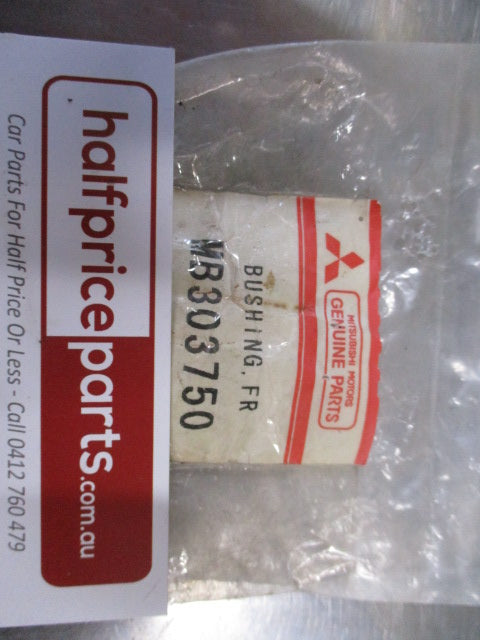 halfpriceparts.com.au
Car Parts For Half Price Or Less - Call 0412 760 479
MITSUBISHI MOTORS
GENUINE PARTS
BUSHING, FR
MB303750